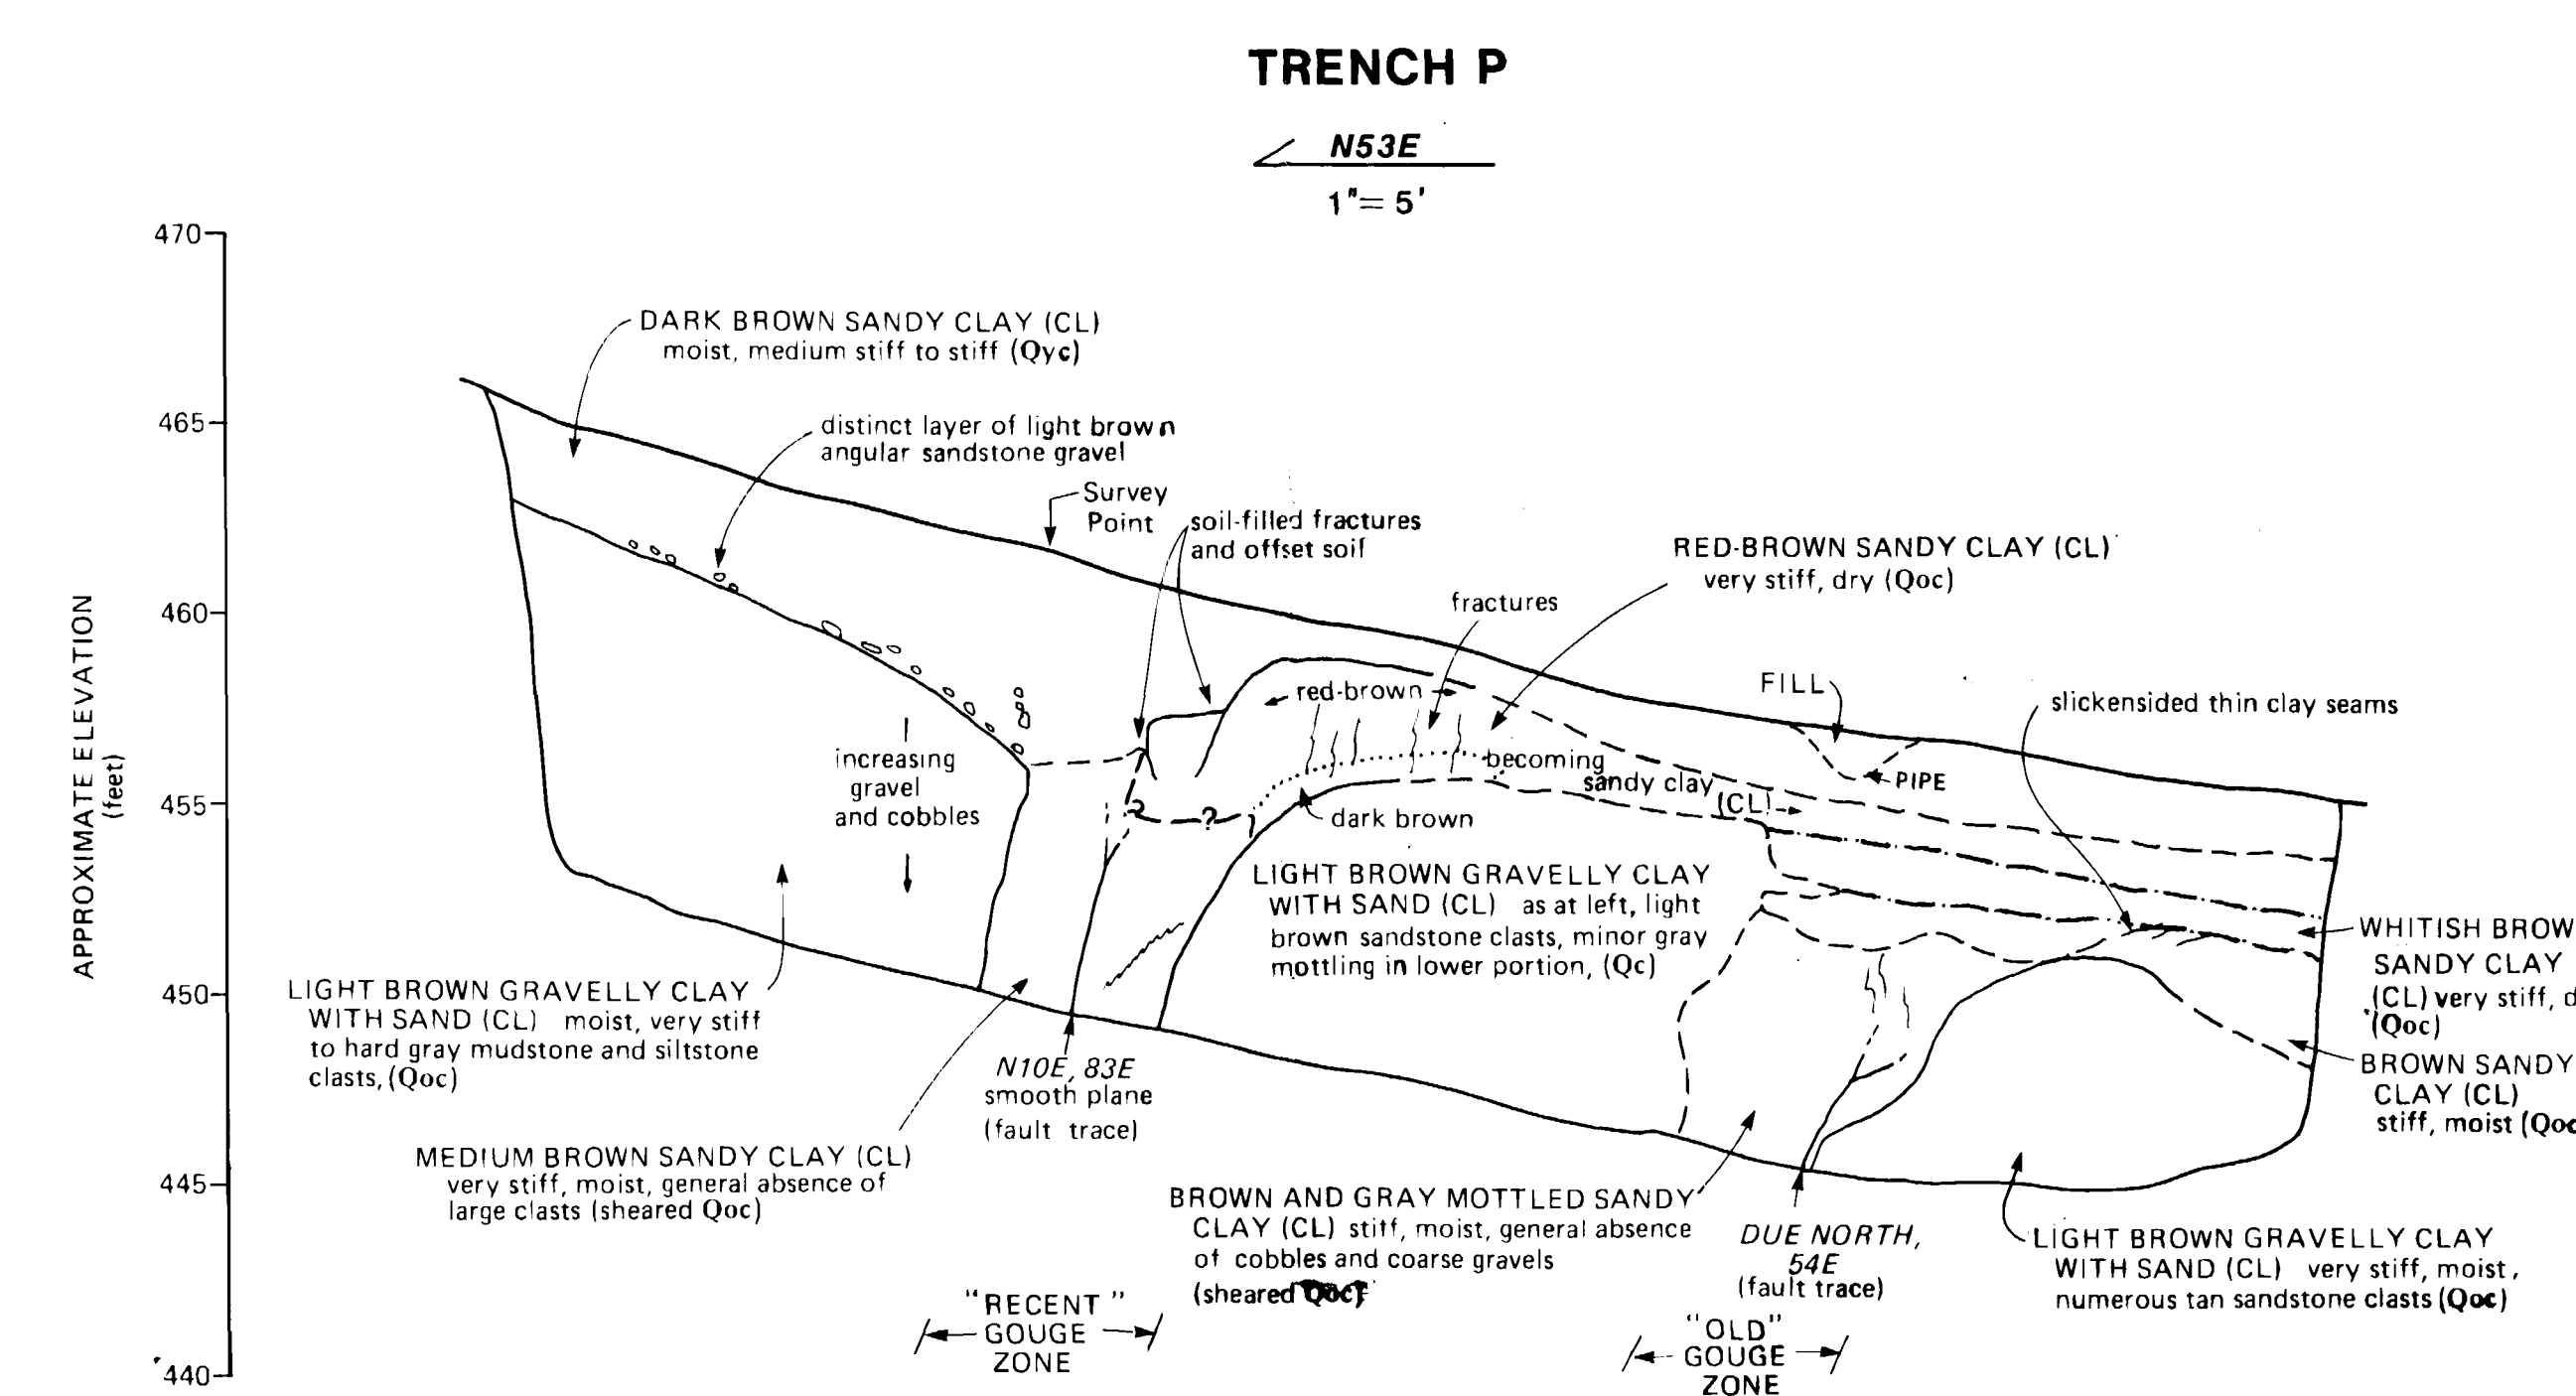 TRENCH P
N53E
1"= 5'
470
465
460
455
450
445
440
APPROXIMATE ELEVATION
(feet)
DARK BROWN SANDY CLAY (CL)
moist, medium stiff to stiff (Qyc)
distinct layer of light brown
angular sandstone gravel
Survey
Point
soil-filled fractures
and offset soil
RED-BROWN SANDY CLAY (CL)
very stiff, dry (Qoc)
fractures
red-brown
FILL
PIPE
slickensided thin clay seams
increasing
gravel
and cobbles
becoming
sandy clay
(CL)
?
?
dark brown
LIGHT BROWN GRAVELLY CLAY
WITH SAND (CL) as at left, light
brown sandstone clasts, minor gray
mottling in lower portion, (Qc)
WHITISH BROW
SANDY CLAY
(CL) very stiff, d
(Qoc)
BROWN SANDY
CLAY (CL)
stiff, moist (Qoc
LIGHT BROWN GRAVELLY CLAY
WITH SAND (CL) moist, very stiff
to hard gray mudstone and siltstone
clasts, (Qoc)
N10E, 83E
smooth plane
(fault trace)
MEDIUM BROWN SANDY CLAY (CL)
very stiff, moist, general absence of
large clasts (sheared Qoc)
BROWN AND GRAY MOTTLED SANDY
CLAY (CL) stiff, moist, general absence
of cobbles and coarse gravels
(sheared Qoc)
DUE NORTH,
54E
(fault trace)
LIGHT BROWN GRAVELLY CLAY
WITH SAND (CL) very stiff, moist,
numerous tan sandstone clasts (Qoc)
"RECENT"
GOUGE
ZONE
"OLD"
GOUGE
ZONE